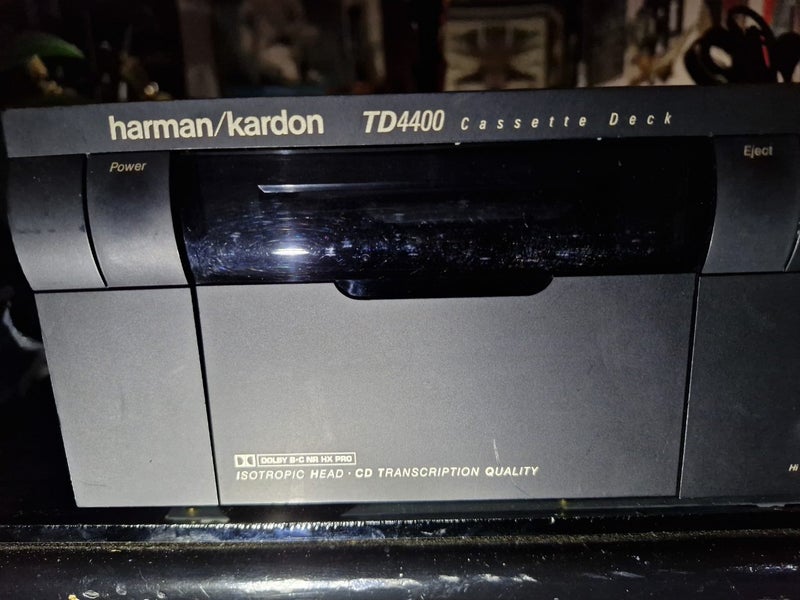 harman/kardon TD4400 Cassette Deck
Power
Eject
DOLBY B-C NR HX PRO
ISOTROPIC HEAD · CD TRANSCRIPTION QUALITY
Hi